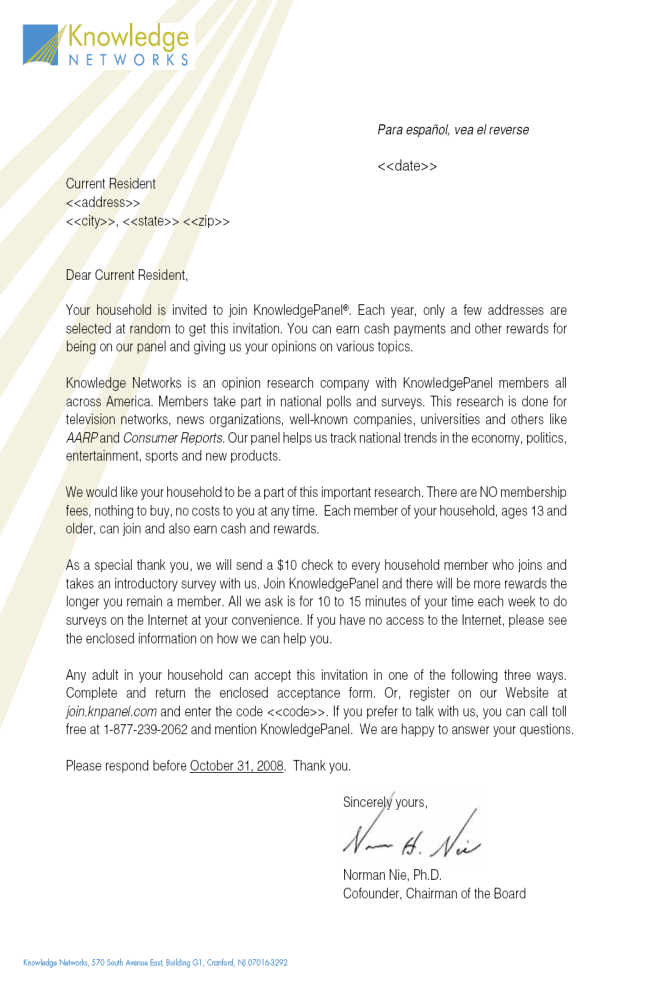 Knowledge
NETWORKS
Para español, vea el reverse
<<date>>
Current Resident
<<address>>
<<city>>, <<state>> <<zip>>
Dear Current Resident,
Your household is invited to join KnowledgePanel®. Each year, only a few addresses are
selected at random to get this invitation. You can earn cash payments and other rewards for
being on our panel and giving us your opinions on various topics.
Knowledge Networks is an opinion research company with KnowledgePanel members all
across America. Members take part in national polls and surveys. This research is done for
television networks, news organizations, well-known companies, universities and others like
AARP and Consumer Reports. Our panel helps us track national trends in the economy, politics,
entertainment, sports and new products.
We would like your household to be a part of this important research. There are NO membership
fees, nothing to buy, no costs to you at any time. Each member of your household, ages 13 and
older, can join and also earn cash and rewards.
As a special thank you, we will send a $10 check to every household member who joins and
takes an introductory survey with us. Join KnowledgePanel and there will be more rewards the
longer you remain a member. All we ask is for 10 to 15 minutes of your time each week to do
surveys on the Internet at your convenience. If you have no access to the Internet, please see
the enclosed information on how we can help you.
Any adult in your household can accept this invitation in one of the following three ways.
Complete and return the enclosed acceptance form. Or, register on our Website at
join.knpanel.com and enter the code <<code>>. If you prefer to talk with us, you can call toll
free at 1-877-239-2062 and mention KnowledgePanel. We are happy to answer your questions.
Please respond before October 31, 2008. Thank you.
Sincerely yours,
Norman H. Nie
Norman Nie, Ph.D.
Cofounder, Chairman of the Board
Knowledge Networks, 570 South Avenue East, Building G1, Cranford, NJ 07016-3292